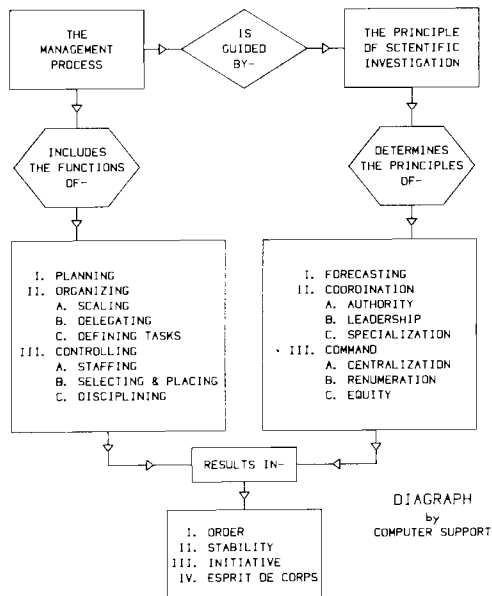 THE
MANAGEMENT
PROCESS
IS
GUIDED
BY-
THE PRINCIPLE
OF SCTENTIFIC
INVESTIGATION
INCLUDES
THE FUNCTIONS
OF-
DETERMINES
THE PRINCIPLES
OF-
I. PLANNING
II. ORGANIZING
A. SCALING
B. DELEGATING
C. DEFINING TASKS
III. CONTROLLING
A. STAFFING
B. SELECTING & PLACING
C. DISCIPLINING
I. FORECASTING
II. COORDINATION
A. AUTHORITY
B. LEADERSHIP
C. SPECIALIZATION
III. COMMAND
A. CENTRALIZATION
B. RENUMERATION
C. EQUITY
RESULTS IN-
I. ORDER
II. STABILITY
III. INITIATIVE
IV. ESPRIT DE CORPS
DIAGRAPH
by
COMPUTER SUPPORT